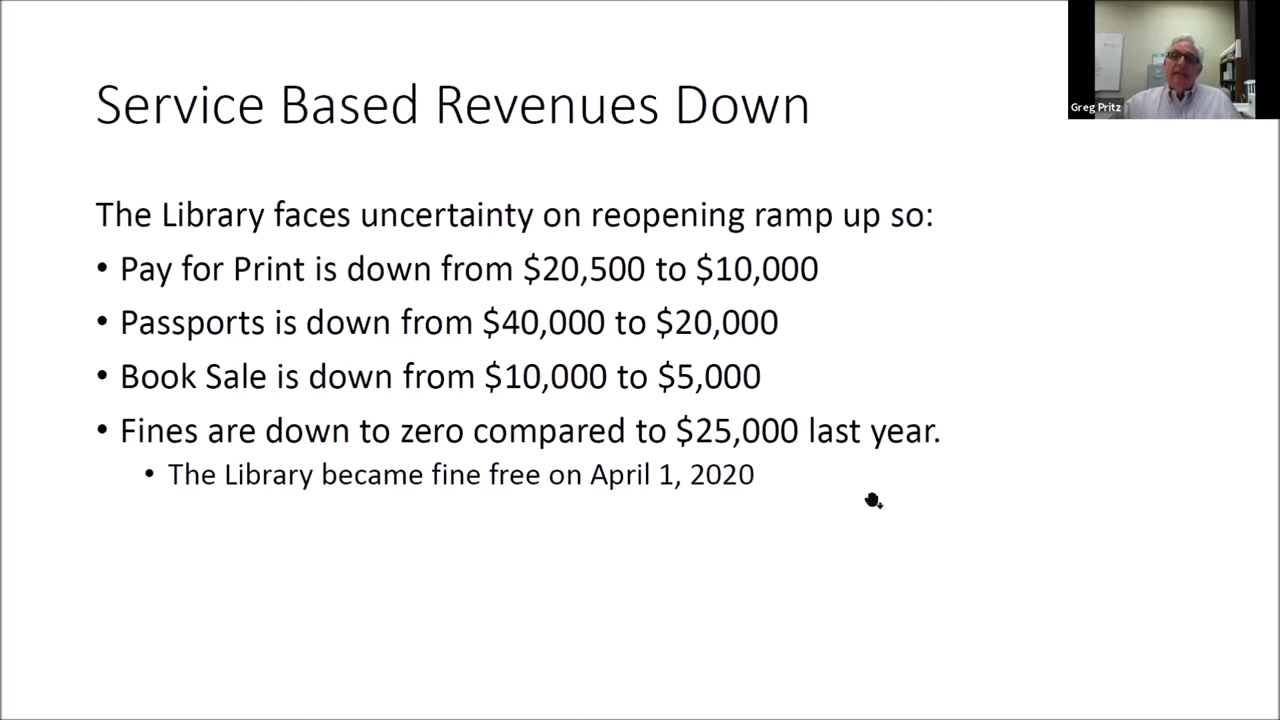 Service Based Revenues Down
Greg Pritz
The Library faces uncertainty on reopening ramp up so:
• Pay for Print is down from $20,500 to $10,000
• Passports is down from $40,000 to $20,000
• Book Sale is down from $10,000 to $5,000
• Fines are down to zero compared to $25,000 last year.
• The Library became fine free on April 1, 2020